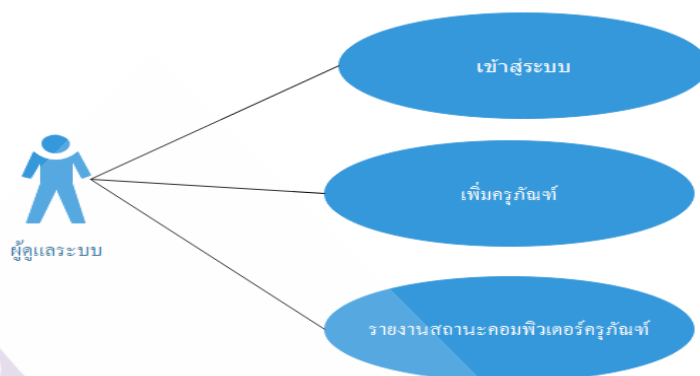 เข้าสู่ระบบ
เพิ่มครุภัณฑ์
ผู้ดูแลระบบ
รายงานสถานะคอมพิวเตอร์ครุภัณฑ์